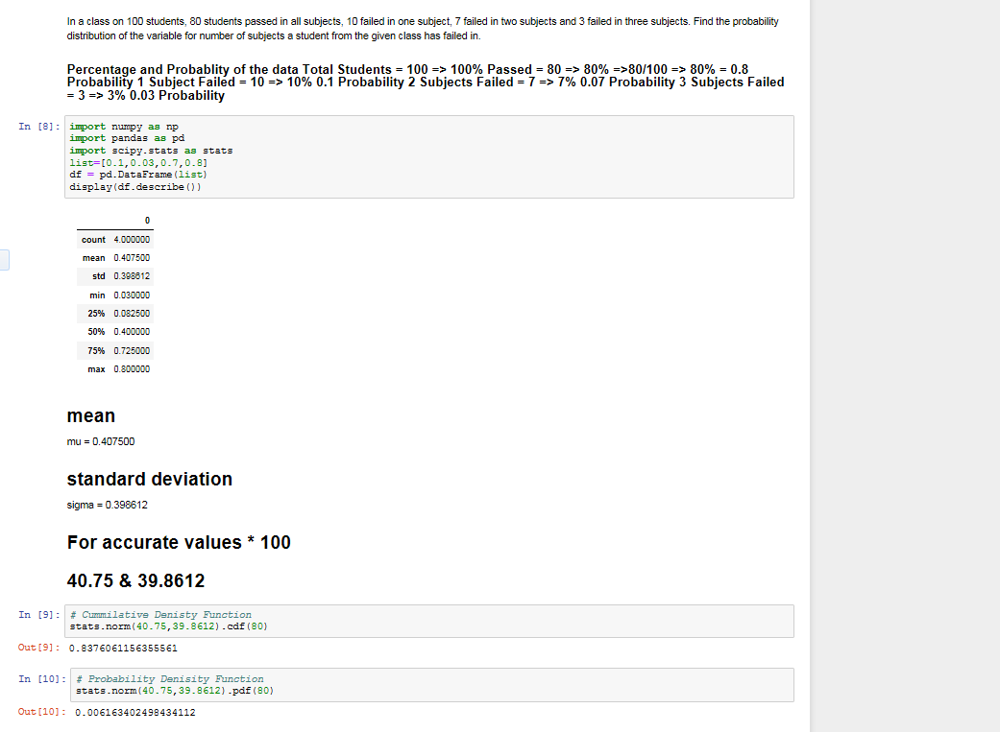 In a class on 100 students, 80 students passed in all subjects, 10 failed in one subject, 7 failed in two subjects and 3 failed in three subjects. Find the probability
distribution of the variable for number of subjects a student from the given class has failed in.
Percentage and Probablity of the data Total Students = 100 => 100% Passed = 80 => 80% =>80/100 => 80% = 0.8
Probability 1 Subject Failed = 10 => 10% 0.1 Probability 2 Subjects Failed = 7 => 7% 0.07 Probability 3 Subjects Failed
= 3 => 3% 0.03 Probability
In [8]: import numpy as np
import pandas as pd
import scipy.stats as stats
list=[0.1,0.03,0.7,0.8]
df = pd.DataFrame(list)
display(df.describe())
0
count 4.000000
mean 0.407500
std 0.398612
min 0.030000
25% 0.082500
50% 0.400000
75% 0.725000
max 0.800000
mean
mu = 0.407500
standard deviation
sigma = 0.398612
For accurate values * 100
40.75 & 39.8612
In [9]: # Cummilative Denisty Function
stats.norm(40.75,39.8612).cdf(80)
Out[9]: 0.8376061156355561
In [10]: # Probability Denisity Function
stats.norm(40.75,39.8612).pdf(80)
Out[10]: 0.006163402498434112